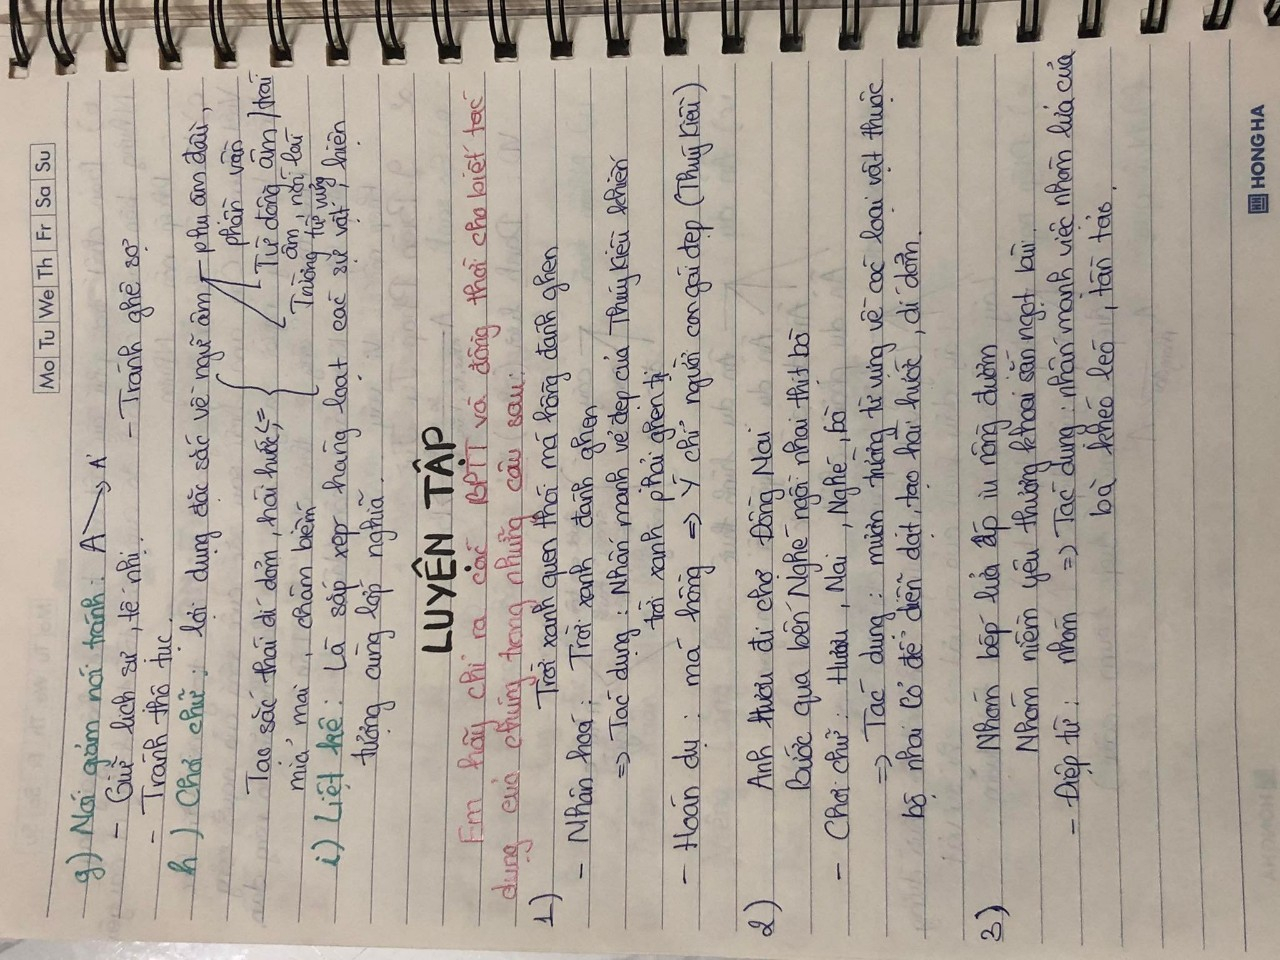 Mo Tu We Th Fr Sa Su
g) Nói giảm nói tránh: A → A'
- Giữ lịch sự, tế nhị. - Tránh ghê sợ
- Tránh thô tục.
h) Chơi chữ: lợi dụng đặc sắc về ngữ âm phụ âm đầu,
phần vần
Tạo sắc thái dí dỏm, hài hước, = Từ đồng âm / trái
âm, nói lái
mỉa mai, châm biếm Trường từ vựng
i) Liệt kê: Là sắp xếp hàng loạt các sự vật, hiện
tượng cùng lớp nghĩa.
LUYỆN TẬP
Em hãy chỉ ra các BPTT và đồng thời cho biết tác
dụng của chúng trong những câu sau:
1) Trời xanh quen thói má hồng đánh ghen
- Nhân hoá: Trời xanh đánh ghen
=> Tác dụng: Nhấn mạnh vẻ đẹp của Thúy Kiều khiến
trời xanh phải ghen tị
- Hoán dụ: má hồng => Ý chỉ người con gái đẹp (Thuý Kiều)
2) Anh Hươu đi chợ Đồng Nai
Bước qua bến Nghé ngồi nhai thịt bò
- Chơi chữ: Hươu, Nai, Nghé, bò
=> Tác dụng: mượn trường từ vựng về các loại vật thuộc
bộ nhai cỏ để diễn đạt, tạo hài hước, dí dỏm.
3) Nhóm bếp lửa ấp iu nồng đượm
Nhóm niềm yêu thương khoai sắn ngọt bùi
- Điệp từ: nhóm => Tác dụng: nhấn mạnh việc nhóm lửa của
bà khéo léo, tần tảo.
HONG HA